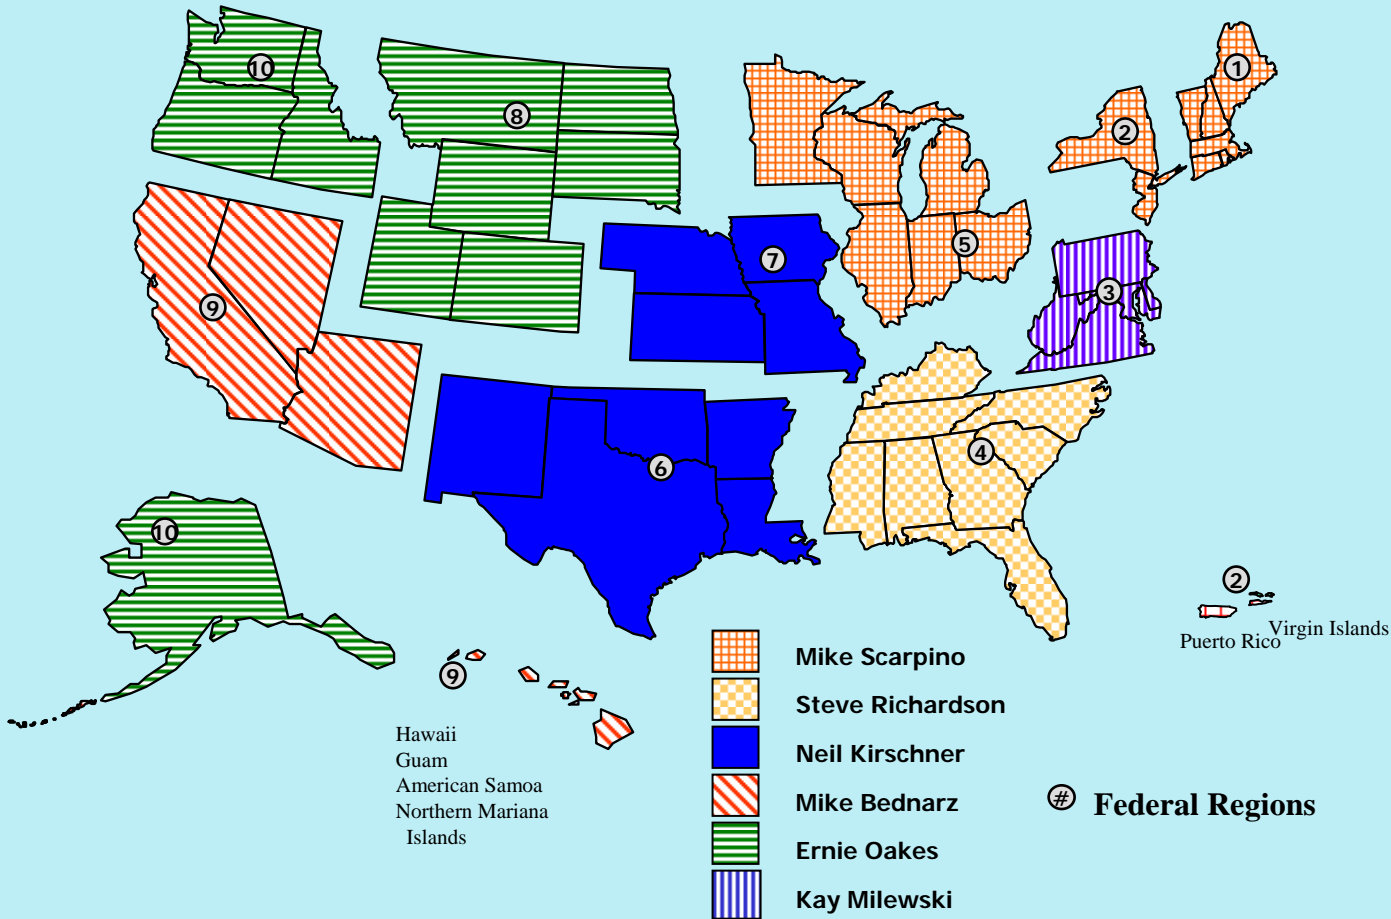 10
8
1
2
7
5
9
3
4
6
10
2
Virgin Islands
Puerto Rico
9
Hawaii
Guam
American Samoa
Northern Mariana
Islands
Mike Scarpino
Steve Richardson
Neil Kirschner
Mike Bednarz
Ernie Oakes
Kay Milewski
# Federal Regions